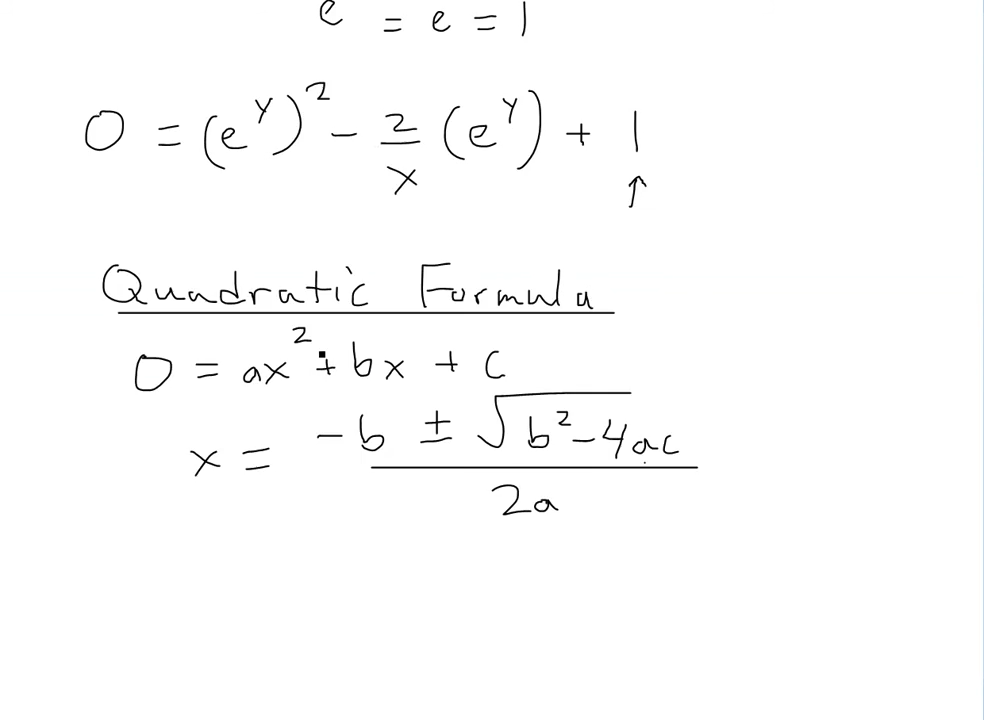 e = e = 1
0 = (e^y)^2 - 2/x (e^y) + 1
↑
Quadratic Formula
0 = ax^2 + bx + c
x = -b ± √(b^2 - 4ac) / 2a